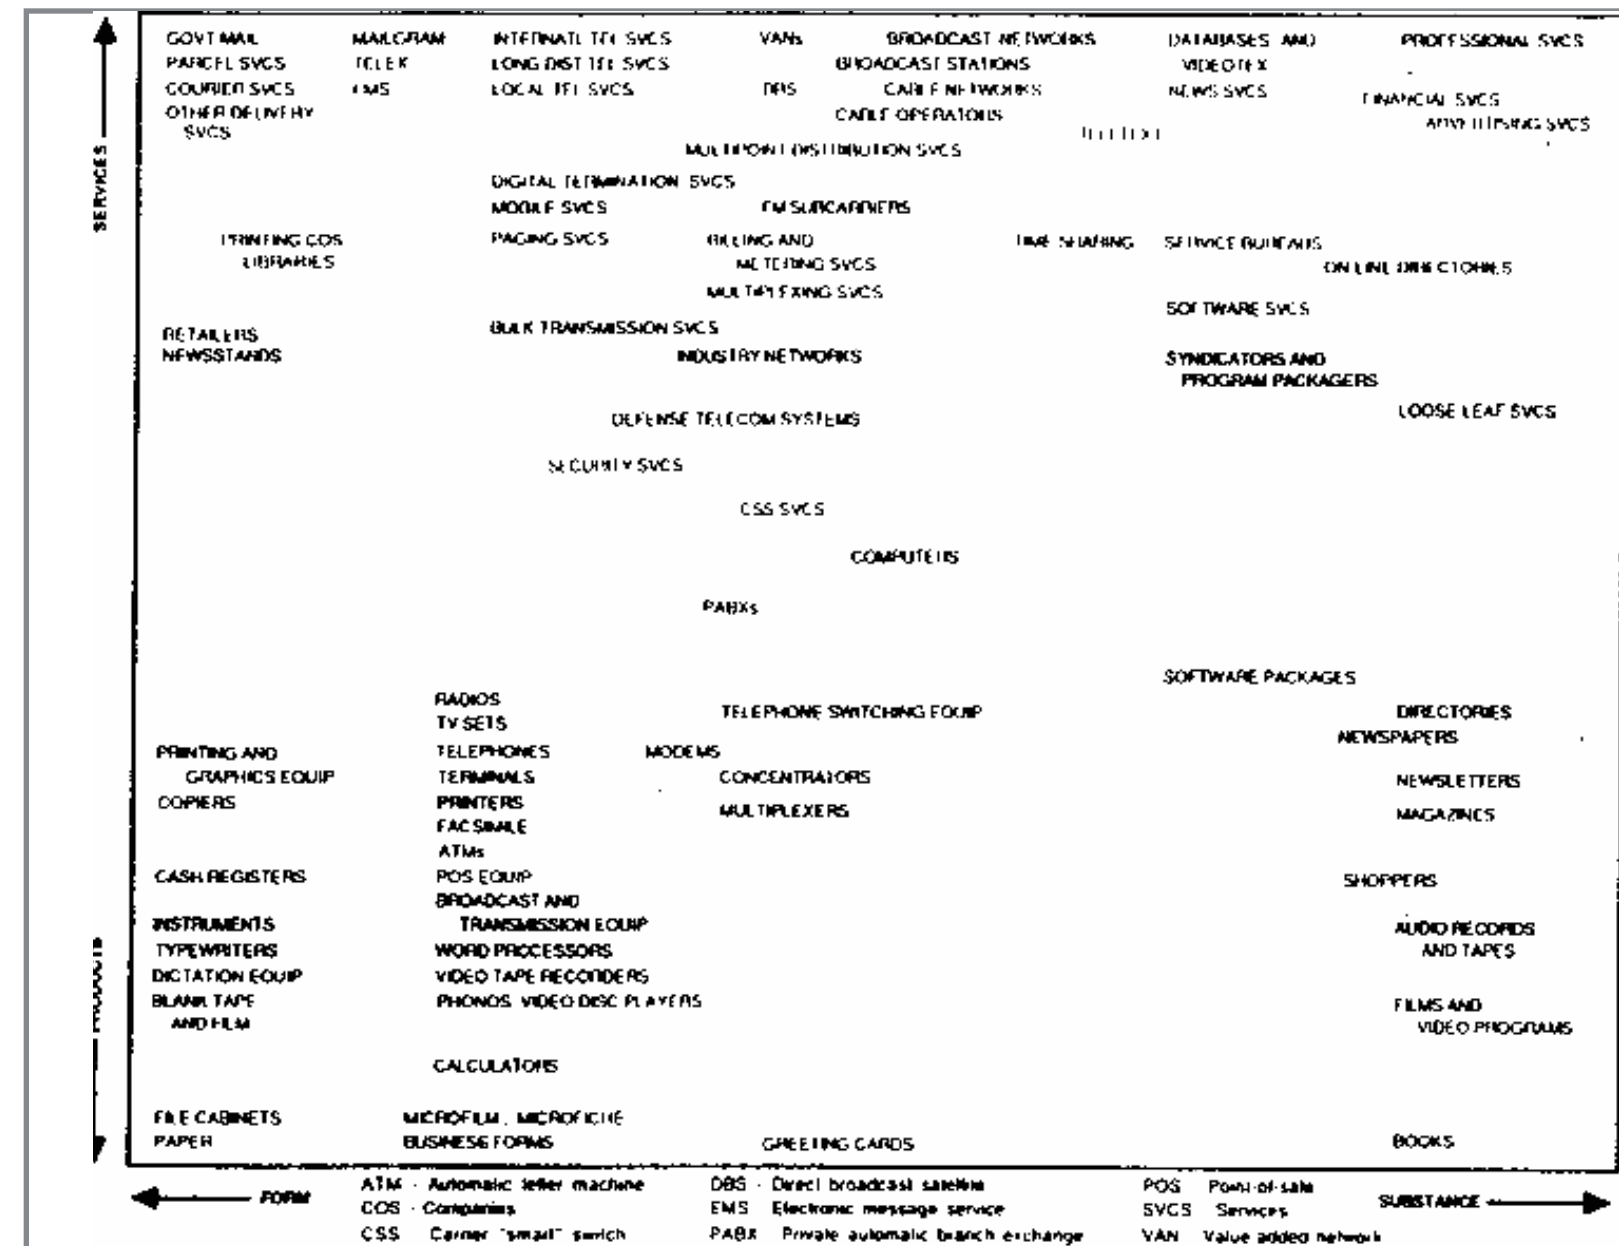 GOVT MAIL MAILGRAM INTERNATL TEL SVCS VANs BROADCAST NETWORKS DATABASES AND PROFESSIONAL SVCS
PARCEL SVCS TELEX LONG DIST TEL SVCS BROADCAST STATIONS VIDEOTEX
COURIER SVCS EMS LOCAL TEL SVCS DBS CABLE NETWORKS NEWS SVCS FINANCIAL SVCS
OTHER DELIVERY CABLE OPERATORS ADVERTISING SVCS
SVCS
MULTIPOINT DISTRIBUTION SVCS
DIGITAL TERMINATION SVCS
MOBILE SVCS FM SUBCARRIERS
PRINTING COS PAGING SVCS BILLING AND TIME SHARING SERVICE BUREAUS
LIBRARIES METERING SVCS ON LINE DIRECTORIES
MULTIPLEXING SVCS
SOFTWARE SVCS
RETAILERS BULK TRANSMISSION SVCS
NEWSSTANDS INDUSTRY NETWORKS SYNDICATORS AND
PROGRAM PACKAGERS
LOOSE LEAF SVCS
DEFENSE TELECOM SYSTEMS
SECURITY SVCS
CSS SVCS
COMPUTERS
PABXs
SOFTWARE PACKAGES
RADIOS TELEPHONE SWITCHING EQUIP DIRECTORIES
TV SETS NEWSPAPERS
PRINTING AND TELEPHONES MODEMS
GRAPHICS EQUIP TERMINALS CONCENTRATORS NEWSLETTERS
COPIERS PRINTERS MULTIPLEXERS MAGAZINES
FACSIMILE
ATMs
CASH REGISTERS POS EQUIP SHOPPERS
BROADCAST AND
INSTRUMENTS TRANSMISSION EQUIP AUDIO RECORDS
TYPEWRITERS WORD PROCESSORS AND TAPES
DICTATION EQUIP VIDEO TAPE RECORDERS
BLANK TAPE PHONOS VIDEO DISC PLAYERS FILMS AND
AND FILM VIDEO PROGRAMS
CALCULATORS
FILE CABINETS MICROFILM, MICROFICHE
PAPER BUSINESS FORMS GREETING CARDS BOOKS
SERVICES
PRODUCTS
FORM SUBSTANCE
ATM - Automatic teller machine DBS - Direct broadcast satellite POS Point-of-sale
COS - Companies EMS Electronic message service SVCS Services
CSS Carrier "smart" switch PABX Private automatic branch exchange VAN Value added network